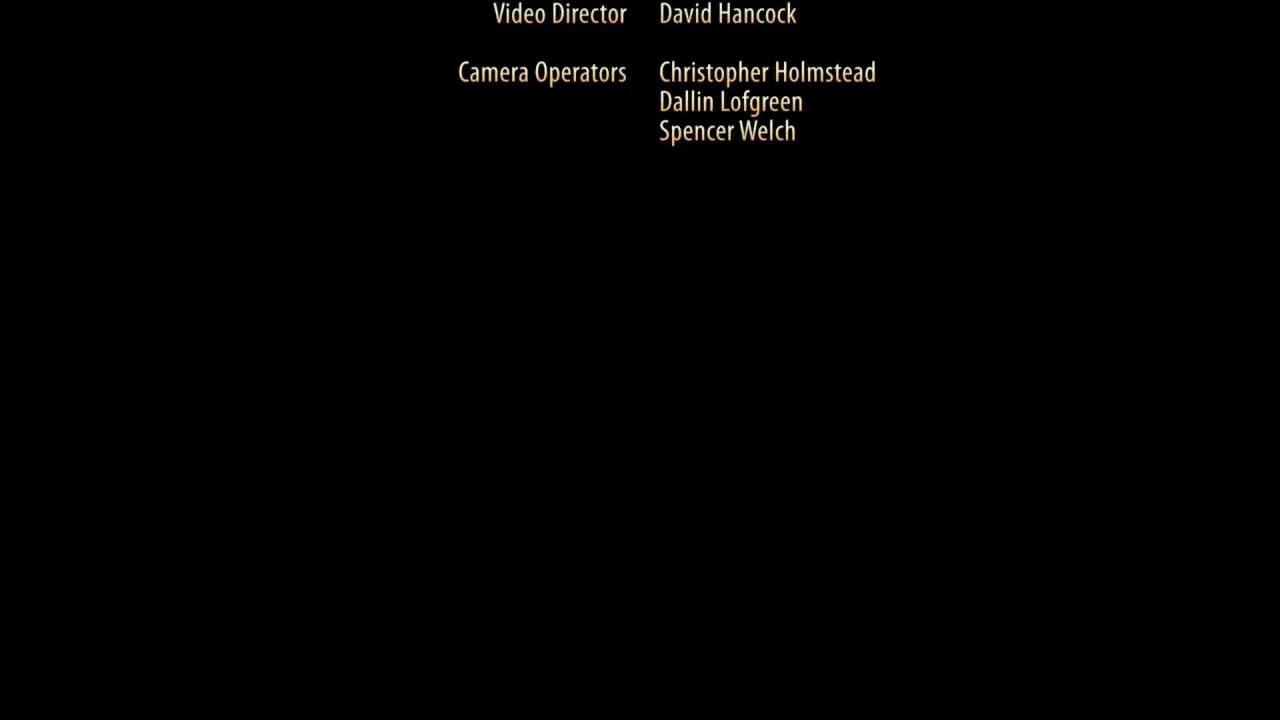 Video Director David Hancock
Camera Operators Christopher Holmstead
Dallin Lofgreen
Spencer Welch